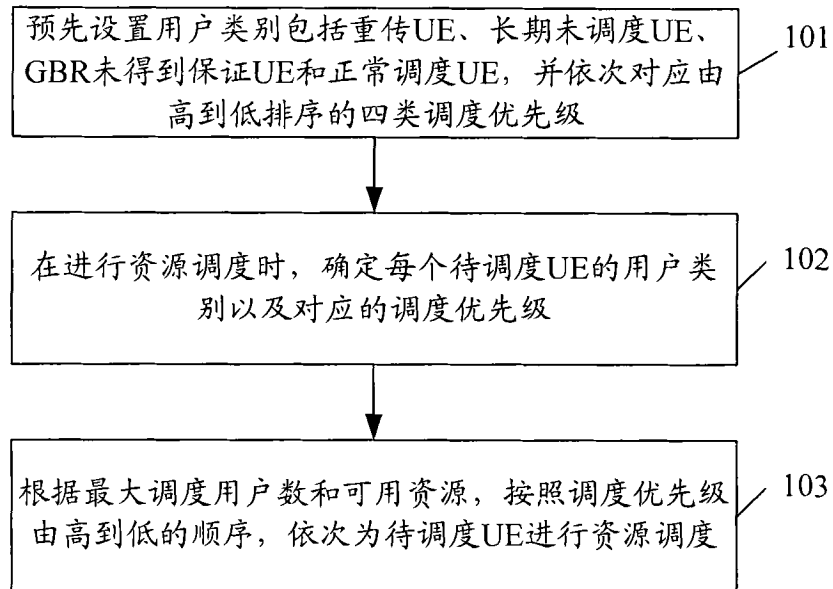 预先设置用户类别包括重传UE、长期未调度UE、
GBR未得到保证UE和正常调度UE，并依次对应由
高到低排序的四类调度优先级
101
在进行资源调度时，确定每个待调度UE的用户类
别以及对应的调度优先级
102
根据最大调度用户数和可用资源，按照调度优先级
由高到低的顺序，依次为待调度UE进行资源调度
103